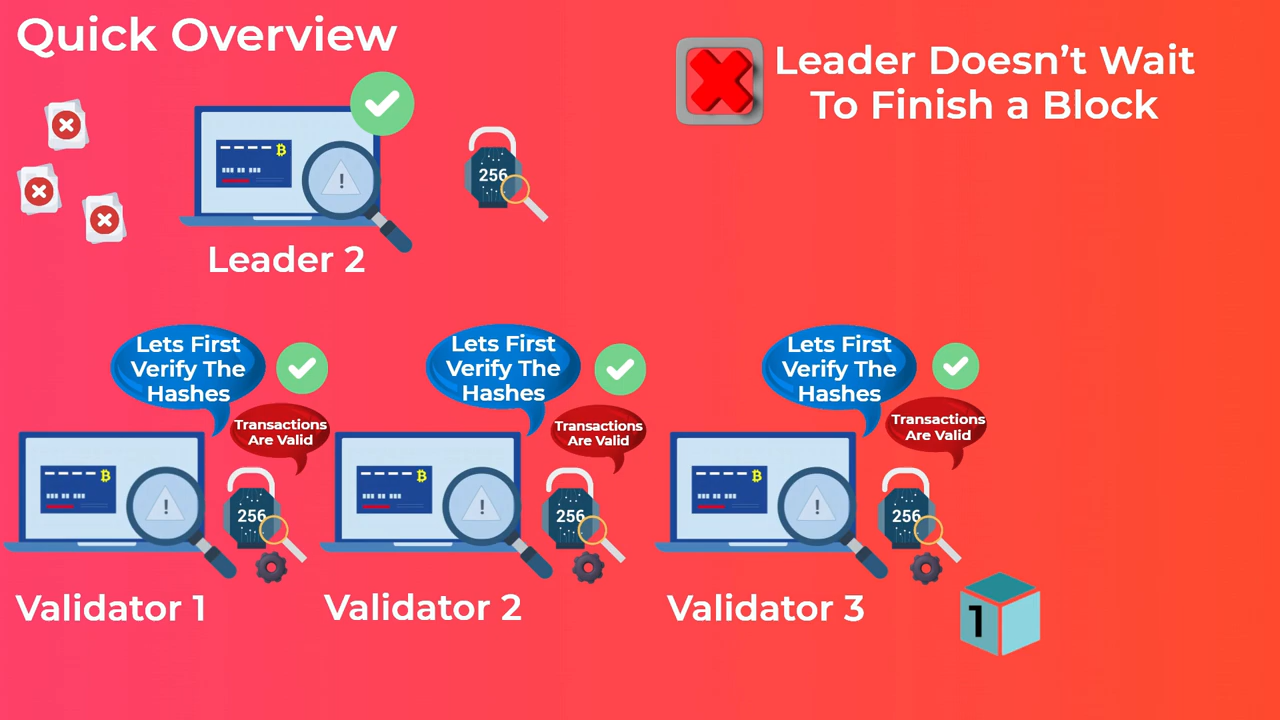 Quick Overview
Leader Doesn't Wait
To Finish a Block
256
Leader 2
Lets First
Verify The
Hashes
Transactions
Are Valid
256
Validator 1
Lets First
Verify The
Hashes
Transactions
Are Valid
256
Validator 2
Lets First
Verify The
Hashes
Transactions
Are Valid
256
Validator 3
1